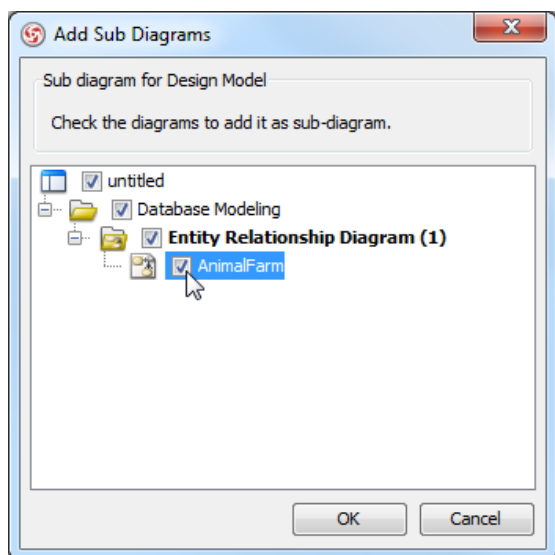 Add Sub Diagrams
Sub diagram for Design Model
Check the diagrams to add it as sub-diagram.
untitled
Database Modeling
Entity Relationship Diagram (1)
AnimalFarm
OK Cancel